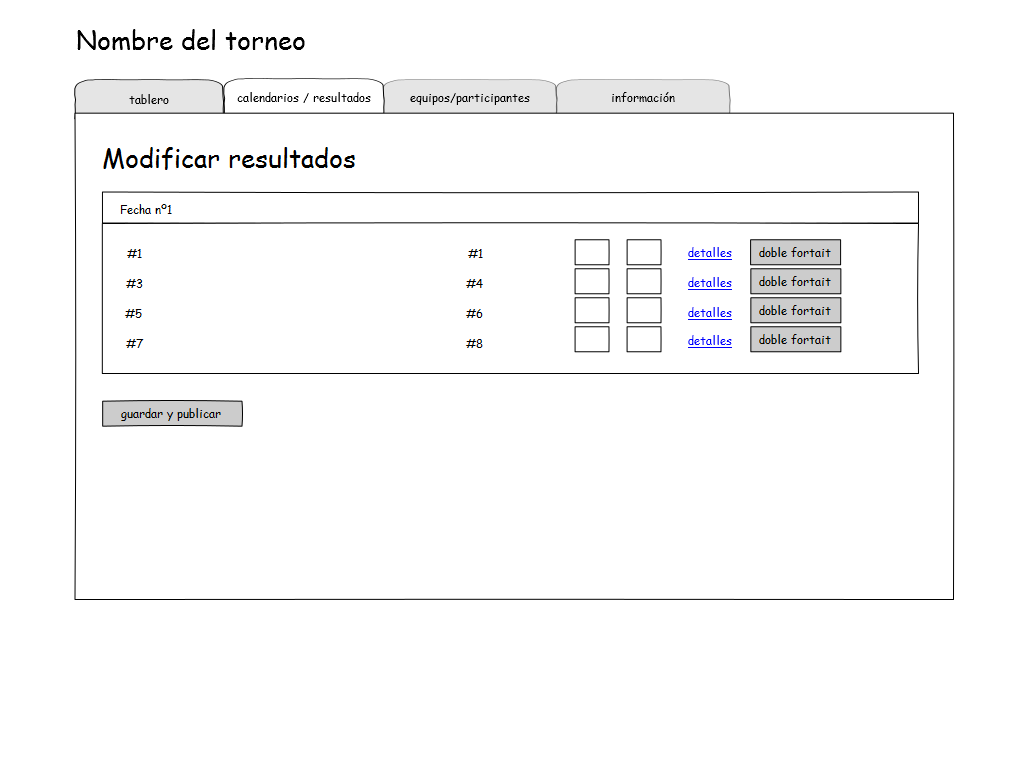 Nombre del torneo
tablero calendarios / resultados equipos/participantes información
Modificar resultados
Fecha nº1
#1 #1 detalles doble fortait
#3 #4 detalles doble fortait
#5 #6 detalles doble fortait
#7 #8 detalles doble fortait
guardar y publicar